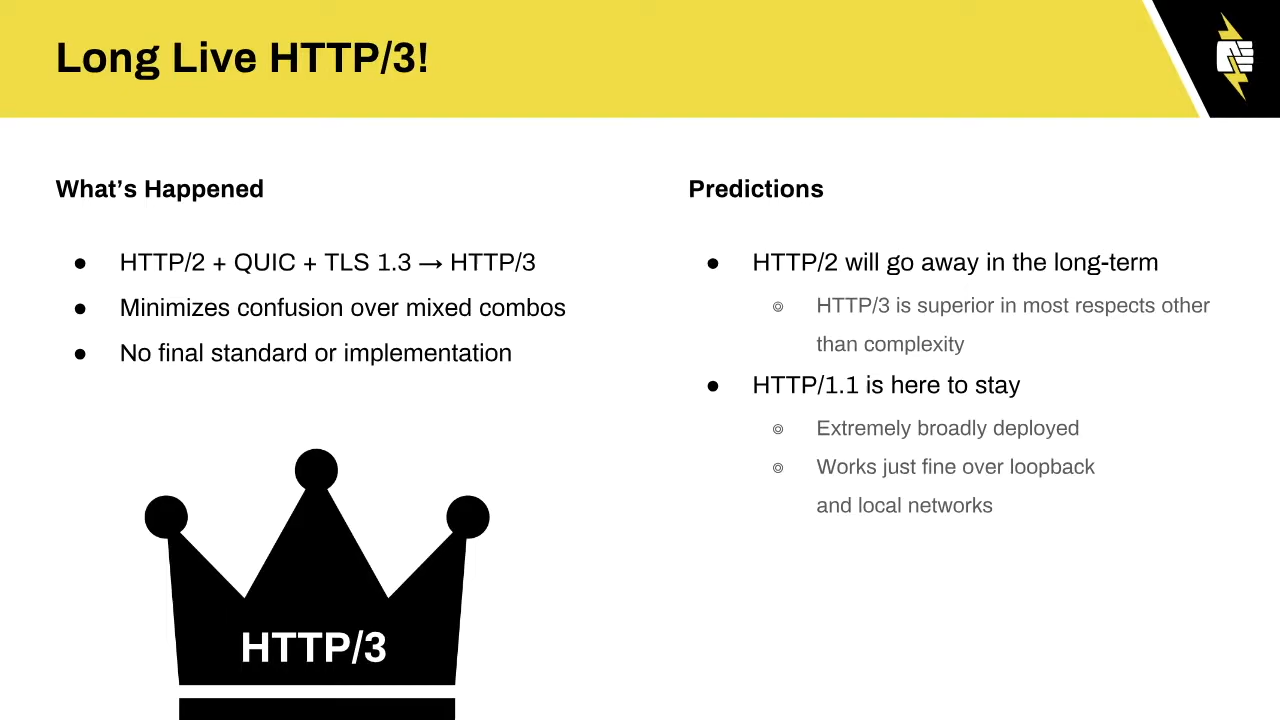 Long Live HTTP/3!
What’s Happened
● HTTP/2 + QUIC + TLS 1.3 → HTTP/3
● Minimizes confusion over mixed combos
● No final standard or implementation
HTTP/3
Predictions
● HTTP/2 will go away in the long-term
◎ HTTP/3 is superior in most respects other
than complexity
● HTTP/1.1 is here to stay
◎ Extremely broadly deployed
◎ Works just fine over loopback
and local networks